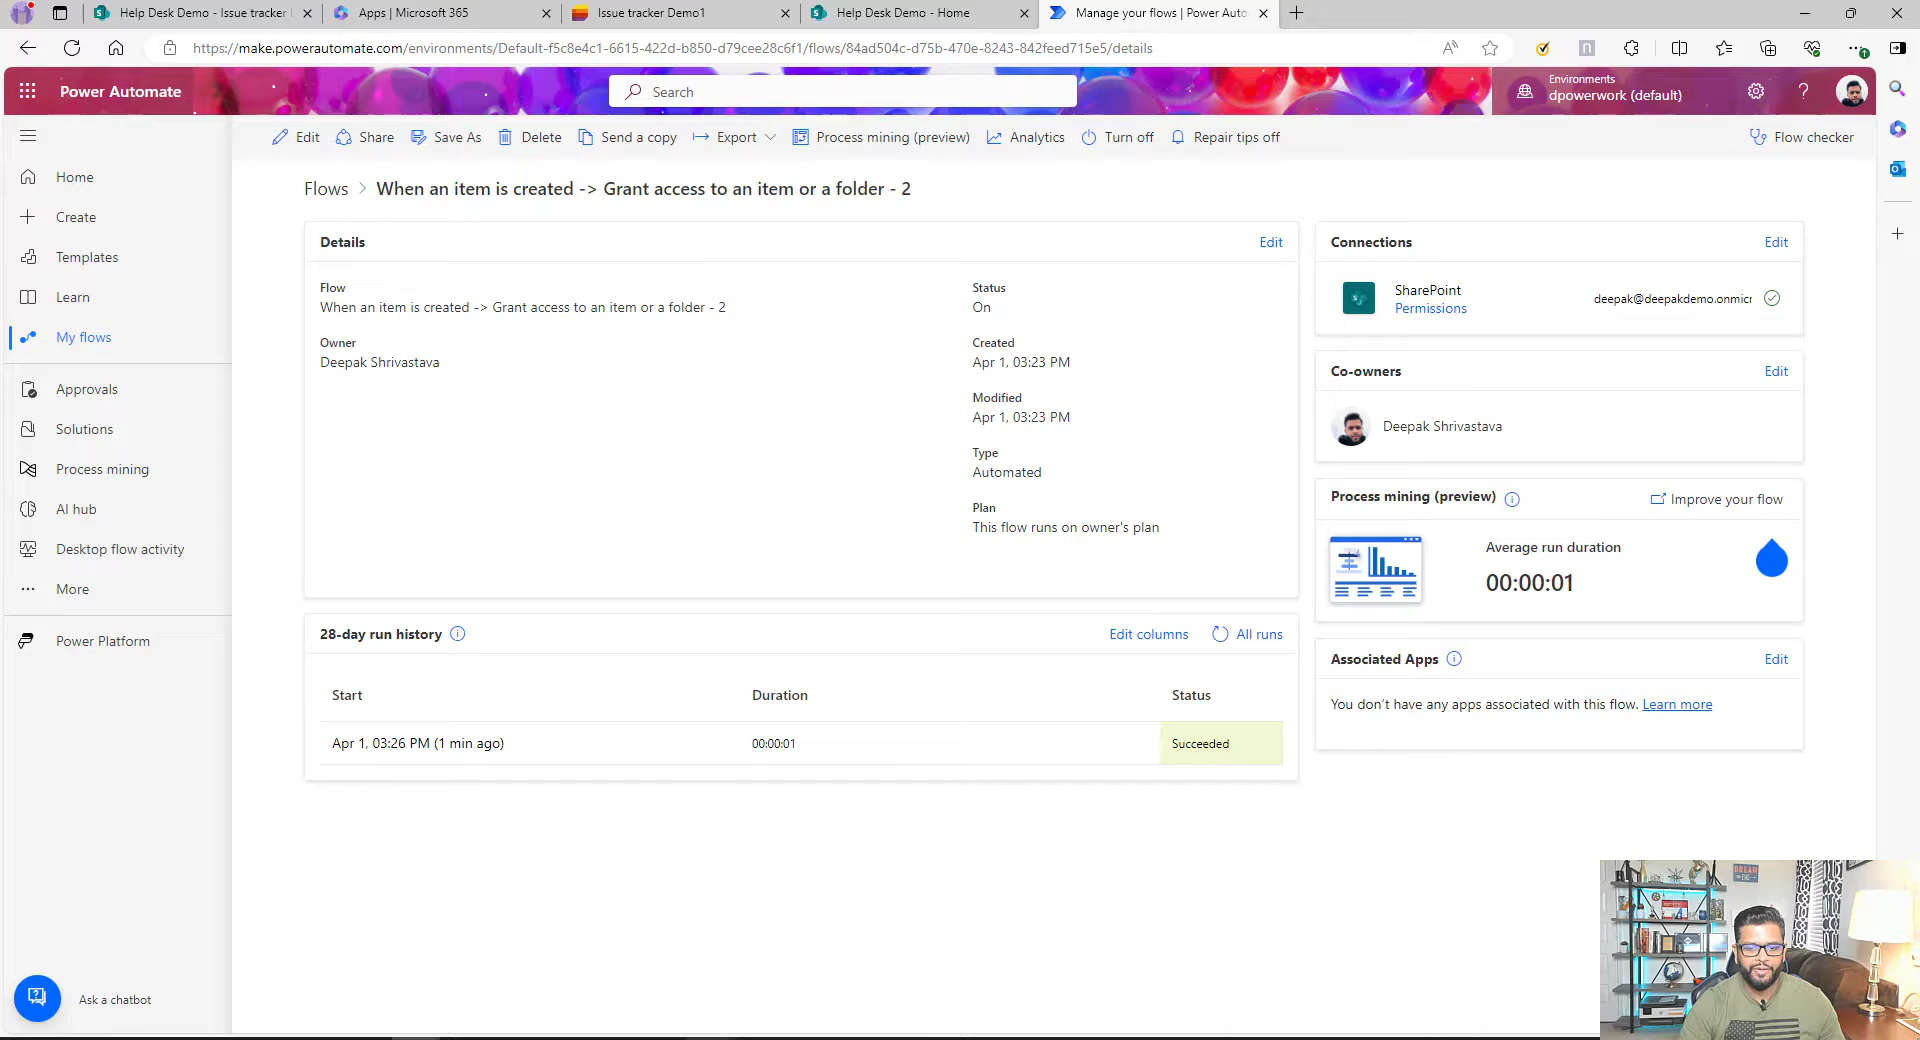 Help Desk Demo - Issue tracker
Apps | Microsoft 365
Issue tracker Demo1
Help Desk Demo - Home
Manage your flows | Power Auto
https://make.powerautomate.com/environments/Default-f5c8e4c1-6615-422d-b850-d79cee28c6f1/flows/84ad504c-d75b-470e-8243-842feed715e5/details
Power Automate
Search
Environments
dpowerwork (default)
Edit
Share
Save As
Delete
Send a copy
Export
Process mining (preview)
Analytics
Turn off
Repair tips off
Flow checker
Home
Create
Templates
Learn
My flows
Approvals
Solutions
Process mining
AI hub
Desktop flow activity
More
Power Platform
Ask a chatbot
Flows > When an item is created -> Grant access to an item or a folder - 2
Details
Edit
Flow
When an item is created -> Grant access to an item or a folder - 2
Owner
Deepak Shrivastava
Status
On
Created
Apr 1, 03:23 PM
Modified
Apr 1, 03:23 PM
Type
Automated
Plan
This flow runs on owner's plan
28-day run history
Edit columns
All runs
Start
Duration
Status
Apr 1, 03:26 PM (1 min ago)
00:00:01
Succeeded
Connections
Edit
SharePoint
Permissions
deepak@deepakdemo.onmicr
Co-owners
Edit
Deepak Shrivastava
Process mining (preview)
Improve your flow
Average run duration
00:00:01
Associated Apps
Edit
You don't have any apps associated with this flow. Learn more
DREAM
BIG